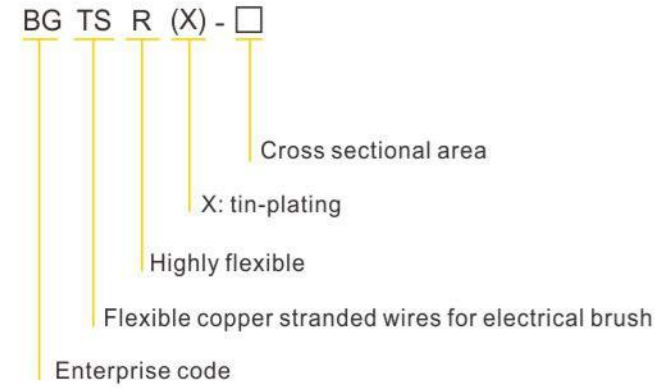 BG TS R (X) - □
Cross sectional area
X: tin-plating
Highly flexible
Flexible copper stranded wires for electrical brush
Enterprise code